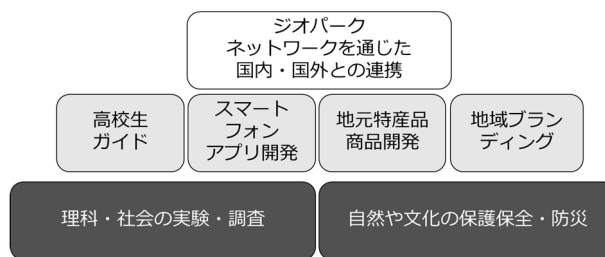 ジオパーク
ネットワークを通じた
国内・国外との連携
高校生
ガイド
スマート
フォン
アプリ開発
地元特産品
商品開発
地域ブラン
ディング
理科・社会の実験・調査
自然や文化の保護保全・防災